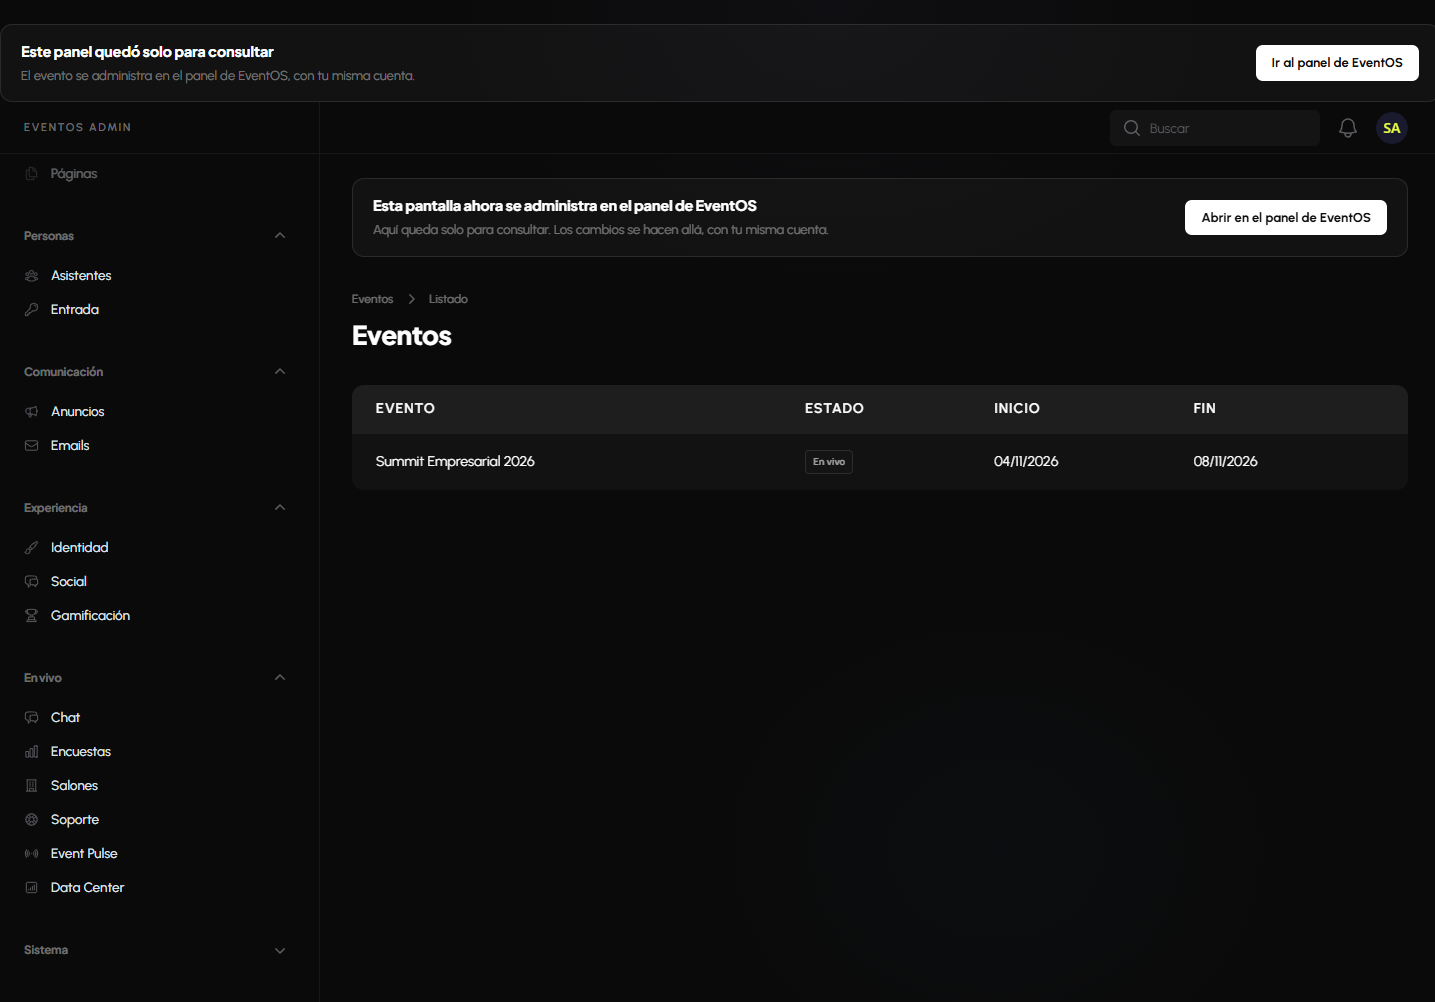 Este panel quedó solo para consultar
El evento se administra en el panel de EventOS, con tu misma cuenta.
Ir al panel de EventOS
EVENTOS ADMIN
Buscar
SA
Páginas
Personas
Asistentes
Entrada
Comunicación
Anuncios
Emails
Experiencia
Identidad
Social
Gamificación
En vivo
Chat
Encuestas
Salones
Soporte
Event Pulse
Data Center
Sistema
Esta pantalla ahora se administra en el panel de EventOS
Aquí queda solo para consultar. Los cambios se hacen allá, con tu misma cuenta.
Abrir en el panel de EventOS
Eventos > Listado
Eventos
EVENTO ESTADO INICIO FIN
Summit Empresarial 2026 En vivo 04/11/2026 08/11/2026